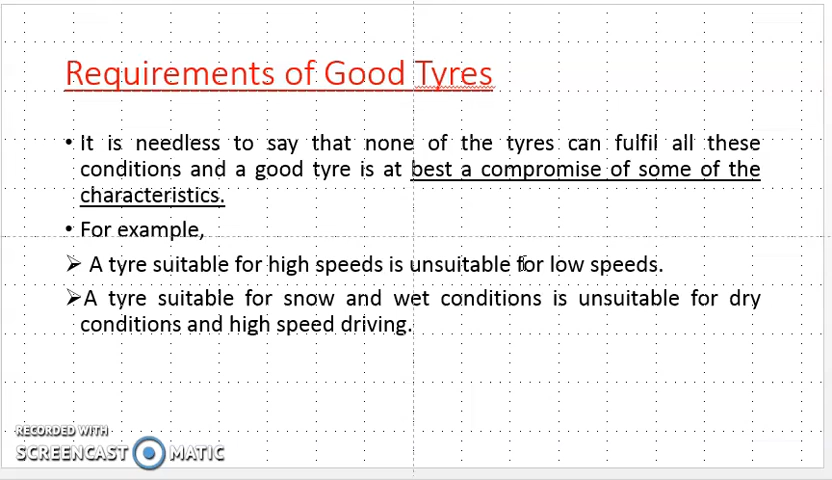 Requirements of Good Tyres
• It is needless to say that none of the tyres can fulfil all these
conditions and a good tyre is at best a compromise of some of the
characteristics.
• For example,
➢ A tyre suitable for high speeds is unsuitable for low speeds.
➢A tyre suitable for snow and wet conditions is unsuitable for dry
conditions and high speed driving.
RECORDED WITH
SCREENCAST MATIC